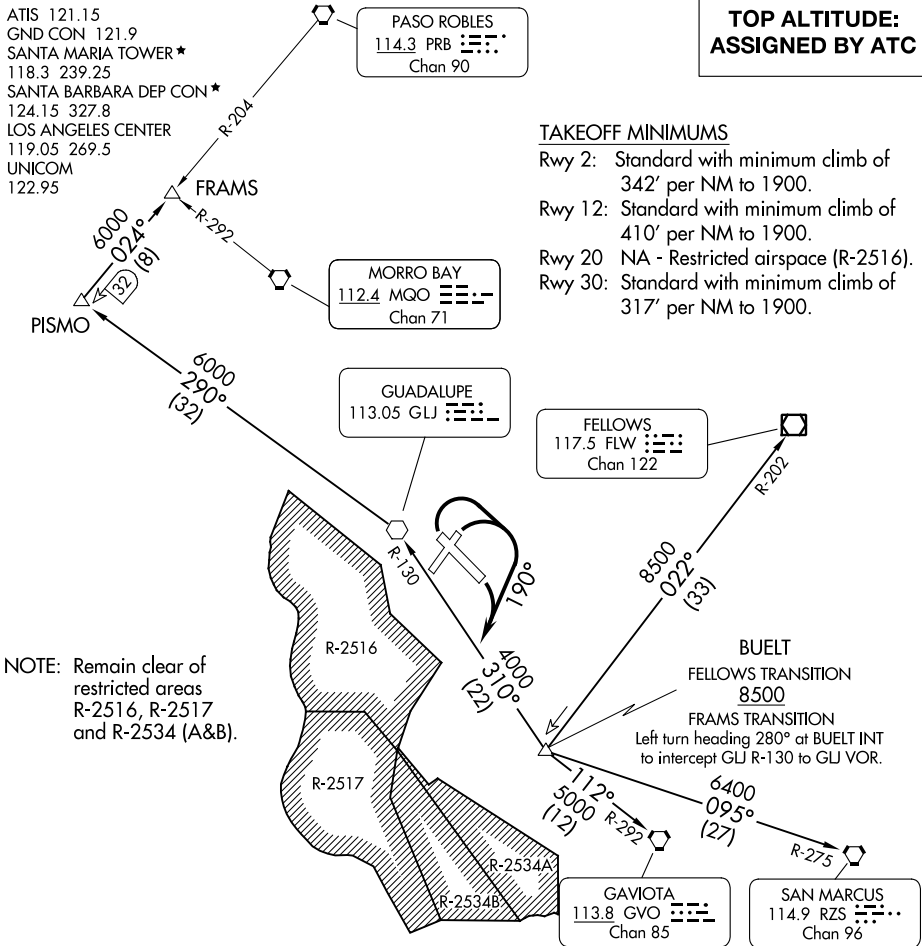 ATIS 121.15
GND CON 121.9
SANTA MARIA TOWER ★
118.3 239.25
SANTA BARBARA DEP CON ★
124.15 327.8
LOS ANGELES CENTER
119.05 269.5
UNICOM
122.95
PASO ROBLES
114.3 PRB
Chan 90
TOP ALTITUDE:
ASSIGNED BY ATC
R-204
FRAMS
R-292
6000
024°
(8)
32
PISMO
MORRO BAY
112.4 MQO
Chan 71
TAKEOFF MINIMUMS
Rwy 2: Standard with minimum climb of
342' per NM to 1900.
Rwy 12: Standard with minimum climb of
410' per NM to 1900.
Rwy 20 NA - Restricted airspace (R-2516).
Rwy 30: Standard with minimum climb of
317' per NM to 1900.
6000
290°
(32)
GUADALUPE
113.05 GLJ
FELLOWS
117.5 FLW
Chan 122
R-202
R-130
190°
8500
022°
(33)
4000
310°
(22)
R-2516
NOTE: Remain clear of
restricted areas
R-2516, R-2517
and R-2534 (A&B).
BUELT
FELLOWS TRANSITION
8500
FRAMS TRANSITION
Left turn heading 280° at BUELT INT
to intercept GLJ R-130 to GLJ VOR.
R-2517
112°
5000
(12)
R-292
6400
095°
(27)
R-275
R-2534A
R-2534B
GAVIOTA
113.8 GVO
Chan 85
SAN MARCUS
114.9 RZS
Chan 96